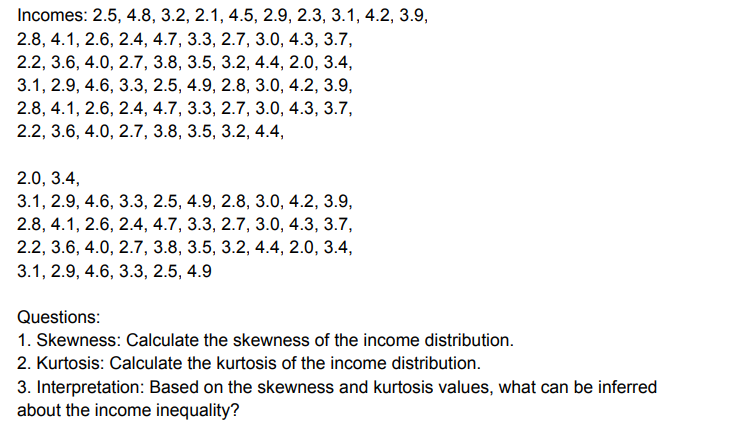 Incomes: 2.5, 4.8, 3.2, 2.1, 4.5, 2.9, 2.3, 3.1, 4.2, 3.9,
2.8, 4.1, 2.6, 2.4, 4.7, 3.3, 2.7, 3.0, 4.3, 3.7,
2.2, 3.6, 4.0, 2.7, 3.8, 3.5, 3.2, 4.4, 2.0, 3.4,
3.1, 2.9, 4.6, 3.3, 2.5, 4.9, 2.8, 3.0, 4.2, 3.9,
2.8, 4.1, 2.6, 2.4, 4.7, 3.3, 2.7, 3.0, 4.3, 3.7,
2.2, 3.6, 4.0, 2.7, 3.8, 3.5, 3.2, 4.4,
2.0, 3.4,
3.1, 2.9, 4.6, 3.3, 2.5, 4.9, 2.8, 3.0, 4.2, 3.9,
2.8, 4.1, 2.6, 2.4, 4.7, 3.3, 2.7, 3.0, 4.3, 3.7,
2.2, 3.6, 4.0, 2.7, 3.8, 3.5, 3.2, 4.4, 2.0, 3.4,
3.1, 2.9, 4.6, 3.3, 2.5, 4.9
Questions:
1. Skewness: Calculate the skewness of the income distribution.
2. Kurtosis: Calculate the kurtosis of the income distribution.
3. Interpretation: Based on the skewness and kurtosis values, what can be inferred
about the income inequality?